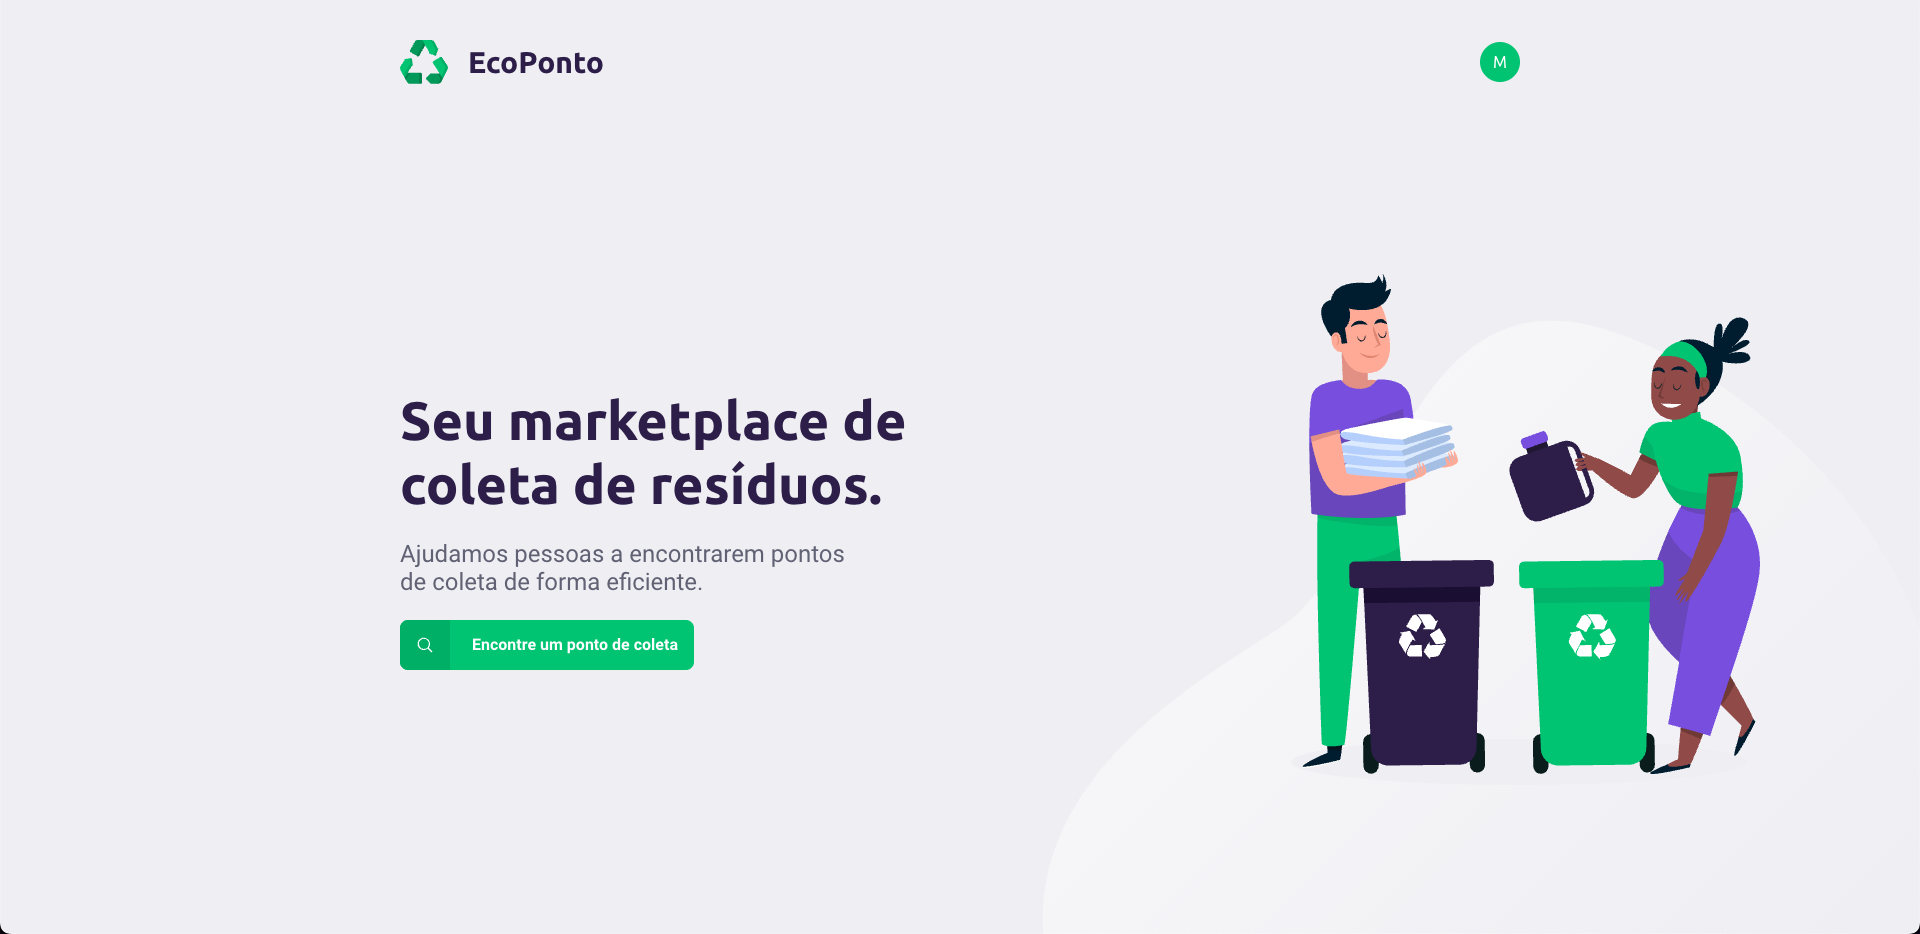 EcoPonto
M
Seu marketplace de
coleta de resíduos.
Ajudamos pessoas a encontrarem pontos
de coleta de forma eficiente.
Encontre um ponto de coleta